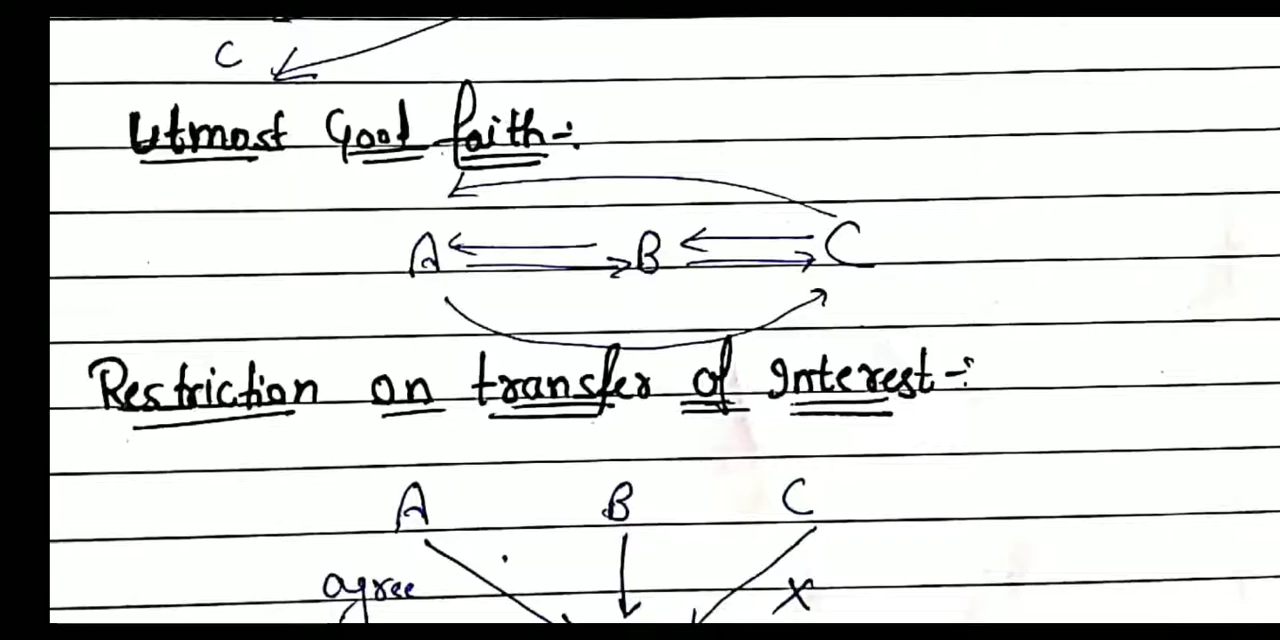 C
Utmost Good faith:
A B C
Restriction on transfer of Interest:
A B C
agree X